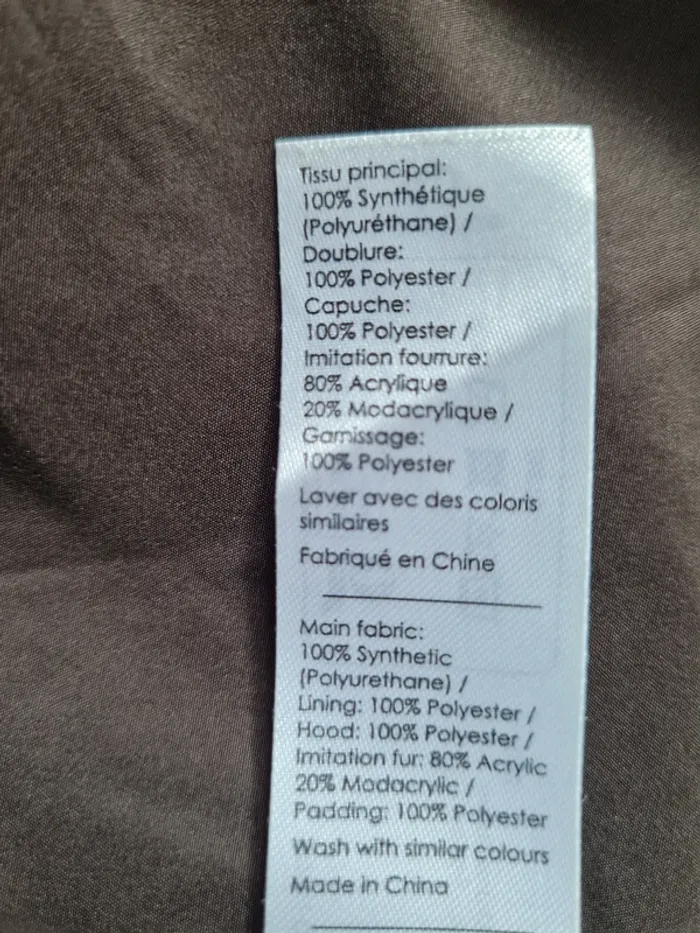 Tissu principal:
100% Synthétique
(Polyuréthane) /
Doublure:
100% Polyester /
Capuche:
100% Polyester /
Imitation fourrure:
80% Acrylique
20% Modacrylique /
Garnissage:
100% Polyester
Laver avec des coloris
similaires
Fabriqué en Chine
Main fabric:
100% Synthetic
(Polyurethane) /
Lining: 100% Polyester /
Hood: 100% Polyester /
Imitation fur: 80% Acrylic
20% Modacrylic /
Padding: 100% Polyester
Wash with similar colours
Made in China